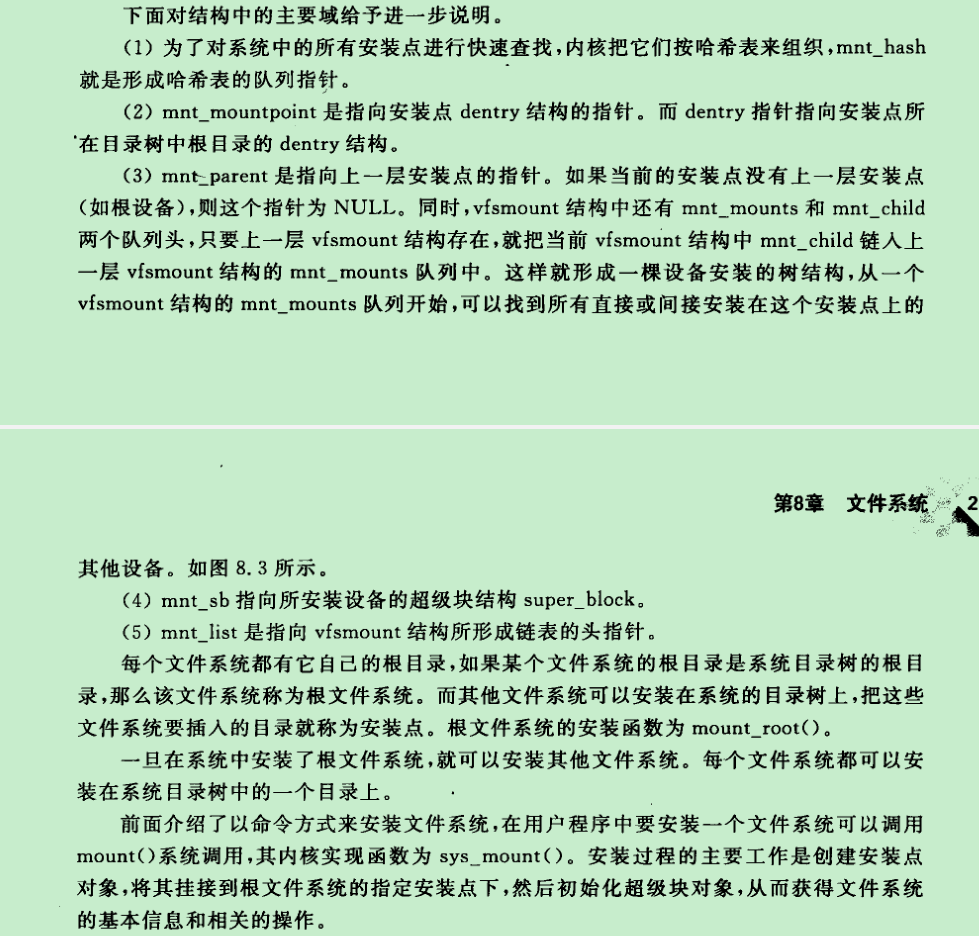 下面对结构中的主要域给予进一步说明。
(1) 为了对系统中的所有安装点进行快速查找,内核把它们按哈希表来组织,mnt_hash
就是形成哈希表的队列指针。
(2) mnt_mountpoint 是指向安装点 dentry 结构的指针。而 dentry 指针指向安装点所
在目录树中根目录的 dentry 结构。
(3) mnt_parent 是指向上一层安装点的指针。如果当前的安装点没有上一层安装点
(如根设备),则这个指针为 NULL。同时,vfsmount 结构中还有 mnt_mounts 和 mnt_child
两个队列头,只要上一层 vfsmount 结构存在,就把当前 vfsmount 结构中 mnt_child 链入上
一层 vfsmount 结构的 mnt_mounts 队列中。这样就形成一棵设备安装的树结构,从一个
vfsmount 结构的 mnt_mounts 队列开始,可以找到所有直接或间接安装在这个安装点上的
第8章 文件系统 2
其他设备。如图 8.3 所示。
(4) mnt_sb 指向所安装设备的超级块结构 super_block。
(5) mnt_list 是指向 vfsmount 结构所形成链表的头指针。
每个文件系统都有它自己的根目录,如果某个文件系统的根目录是系统目录树的根目
录,那么该文件系统称为根文件系统。而其他文件系统可以安装在系统的目录树上,把这些
文件系统要插入的目录就称为安装点。根文件系统的安装函数为 mount_root()。
一旦在系统中安装了根文件系统,就可以安装其他文件系统。每个文件系统都可以安
装在系统目录树中的一个目录上。
前面介绍了以命令方式来安装文件系统,在用户程序中要安装一个文件系统可以调用
mount()系统调用,其内核实现函数为 sys_mount()。安装过程的主要工作是创建安装点
对象,将其挂接到根文件系统的指定安装点下,然后初始化超级块对象,从而获得文件系统
的基本信息和相关的操作。